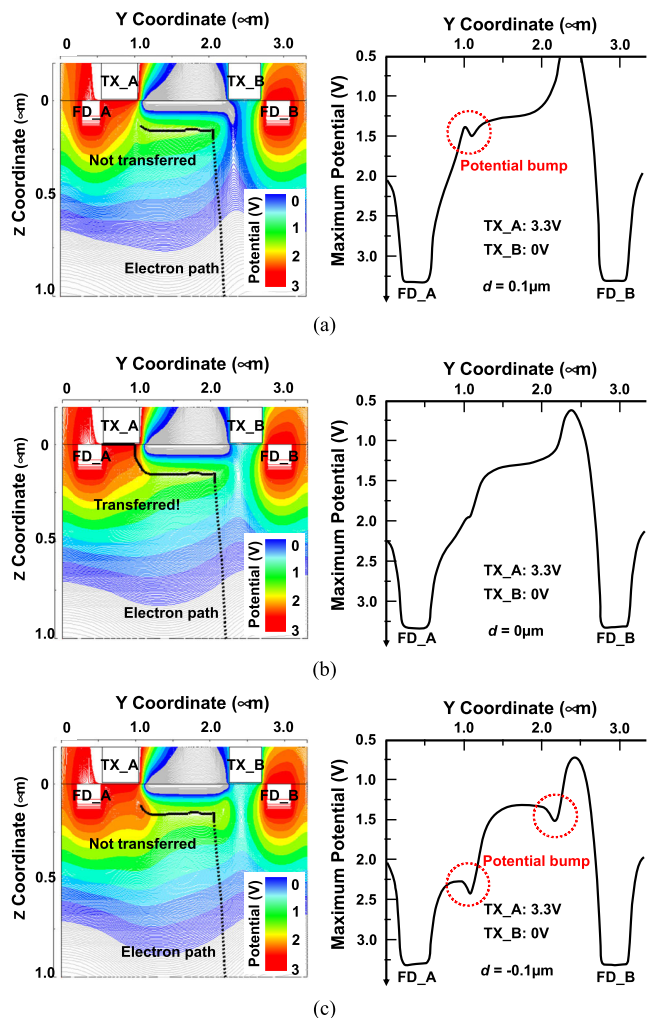 Y Coordinate (∝m)
0 1.0 2.0 3.0
Z Coordinate (∝m)
0
0.5
1.0
TX_A
TX_B
FD_A
FD_B
Not transferred
Electron path
Potential (V)
0
1
2
3
Y Coordinate (∝m)
1.0 2.0 3.0
Maximum Potential (V)
0.5
1.0
1.5
2.0
2.5
3.0
Potential bump
TX_A: 3.3V
TX_B: 0V
d = 0.1µm
FD_A
FD_B
(a)
Y Coordinate (∝m)
0 1.0 2.0 3.0
Z Coordinate (∝m)
0
0.5
1.0
TX_A
TX_B
FD_A
FD_B
Transferred!
Electron path
Potential (V)
0
1
2
3
Y Coordinate (∝m)
1.0 2.0 3.0
Maximum Potential (V)
0.5
1.0
1.5
2.0
2.5
3.0
TX_A: 3.3V
TX_B: 0V
d = 0µm
FD_A
FD_B
(b)
Y Coordinate (∝m)
0 1.0 2.0 3.0
Z Coordinate (∝m)
0
0.5
1.0
TX_A
TX_B
FD_A
FD_B
Not transferred
Electron path
Potential (V)
0
1
2
3
Y Coordinate (∝m)
1.0 2.0 3.0
Maximum Potential (V)
0.5
1.0
1.5
2.0
2.5
3.0
Potential bump
TX_A: 3.3V
TX_B: 0V
d = -0.1µm
FD_A
FD_B
(c)